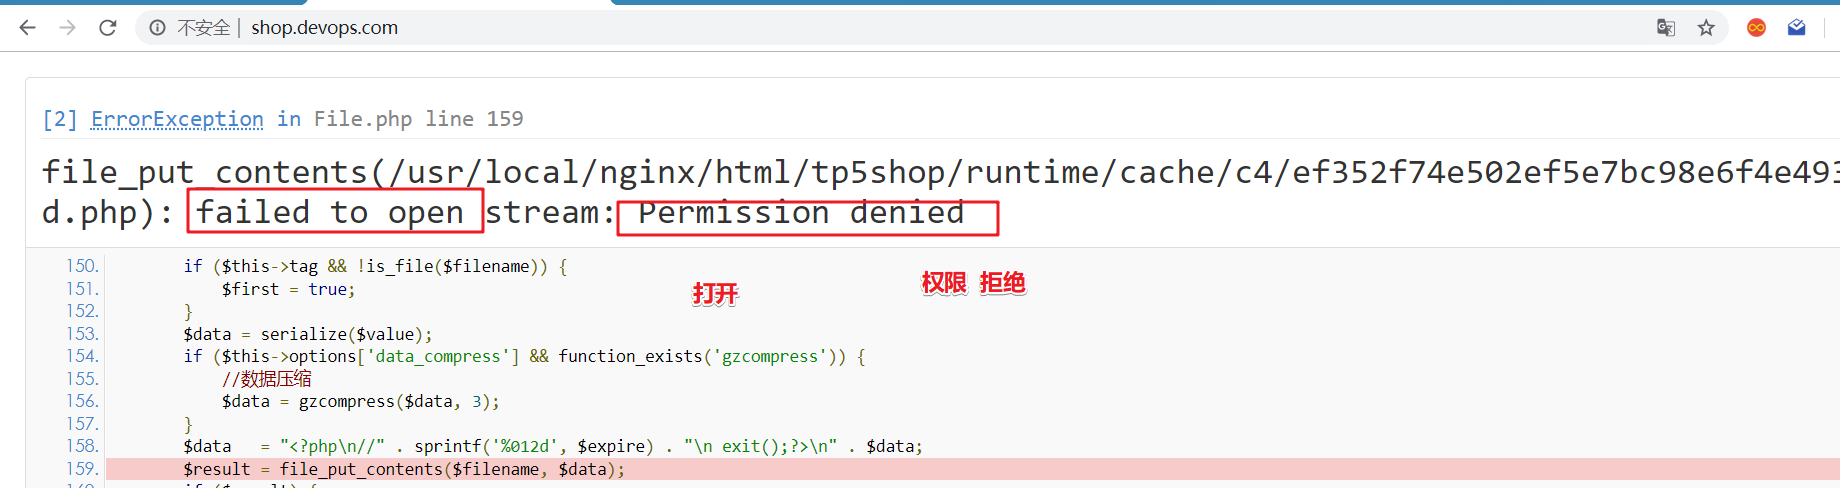 不安全 | shop.devops.com
[2] ErrorException in File.php line 159
file_put_contents(/usr/local/nginx/html/tp5shop/runtime/cache/c4/ef352f74e502ef5e7bc98e6f4e493
d.php): failed to open stream: Permission denied
150. if ($this->tag && !is_file($filename)) {
151. $first = true;
打开
权限 拒绝
152. }
153. $data = serialize($value);
154. if ($this->options['data_compress'] && function_exists('gzcompress')) {
155. //数据压缩
156. $data = gzcompress($data, 3);
157. }
158. $data = "<?php\n//" . sprintf('%012d', $expire) . "\n exit();?>\n" . $data;
159. $result = file_put_contents($filename, $data);